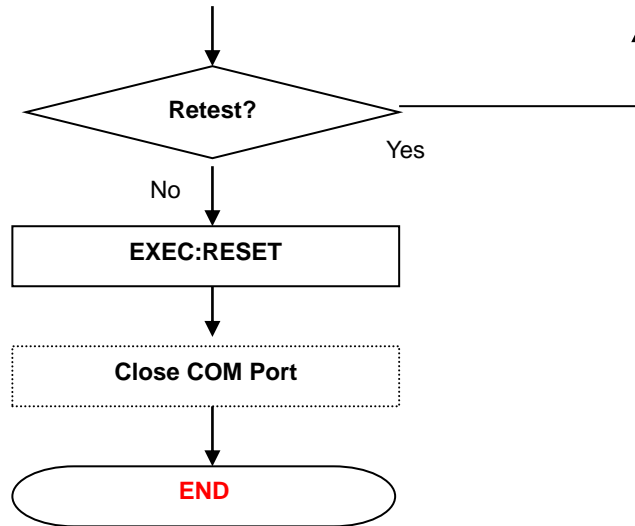 Retest?
Yes
No
EXEC:RESET
Close COM Port
END